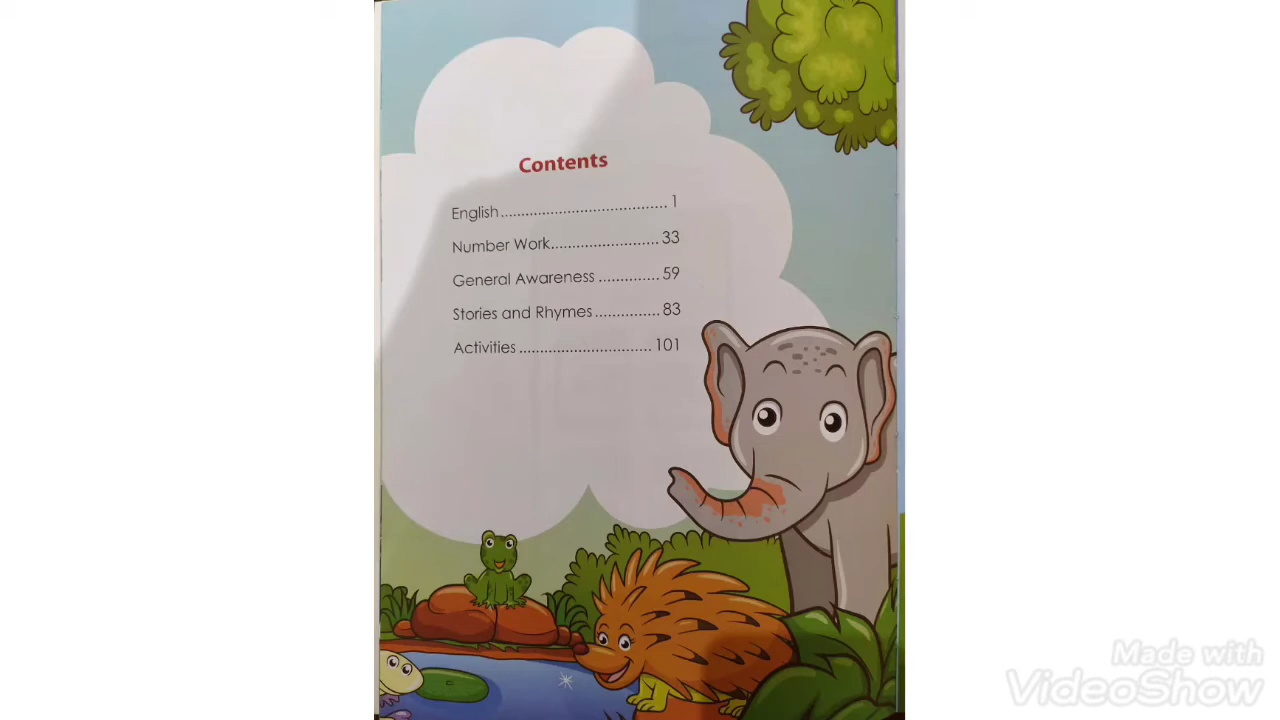 Contents
English ........................................ 1
Number Work.......................... 33
General Awareness ............... 59
Stories and Rhymes ................ 83
Activities ................................ 101
Made with
VideoShow